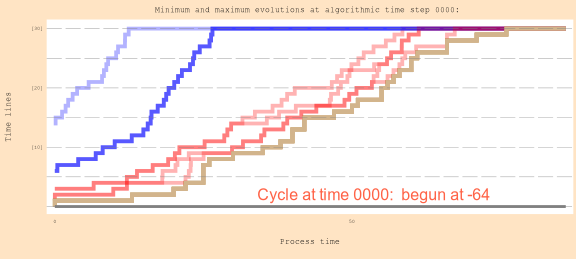 Minimum and maximum evolutions at algorithmic time step 0000:
[30]
[20]
Time lines
[10]
Cycle at time 0000: begun at -64
0
0 50
Process time